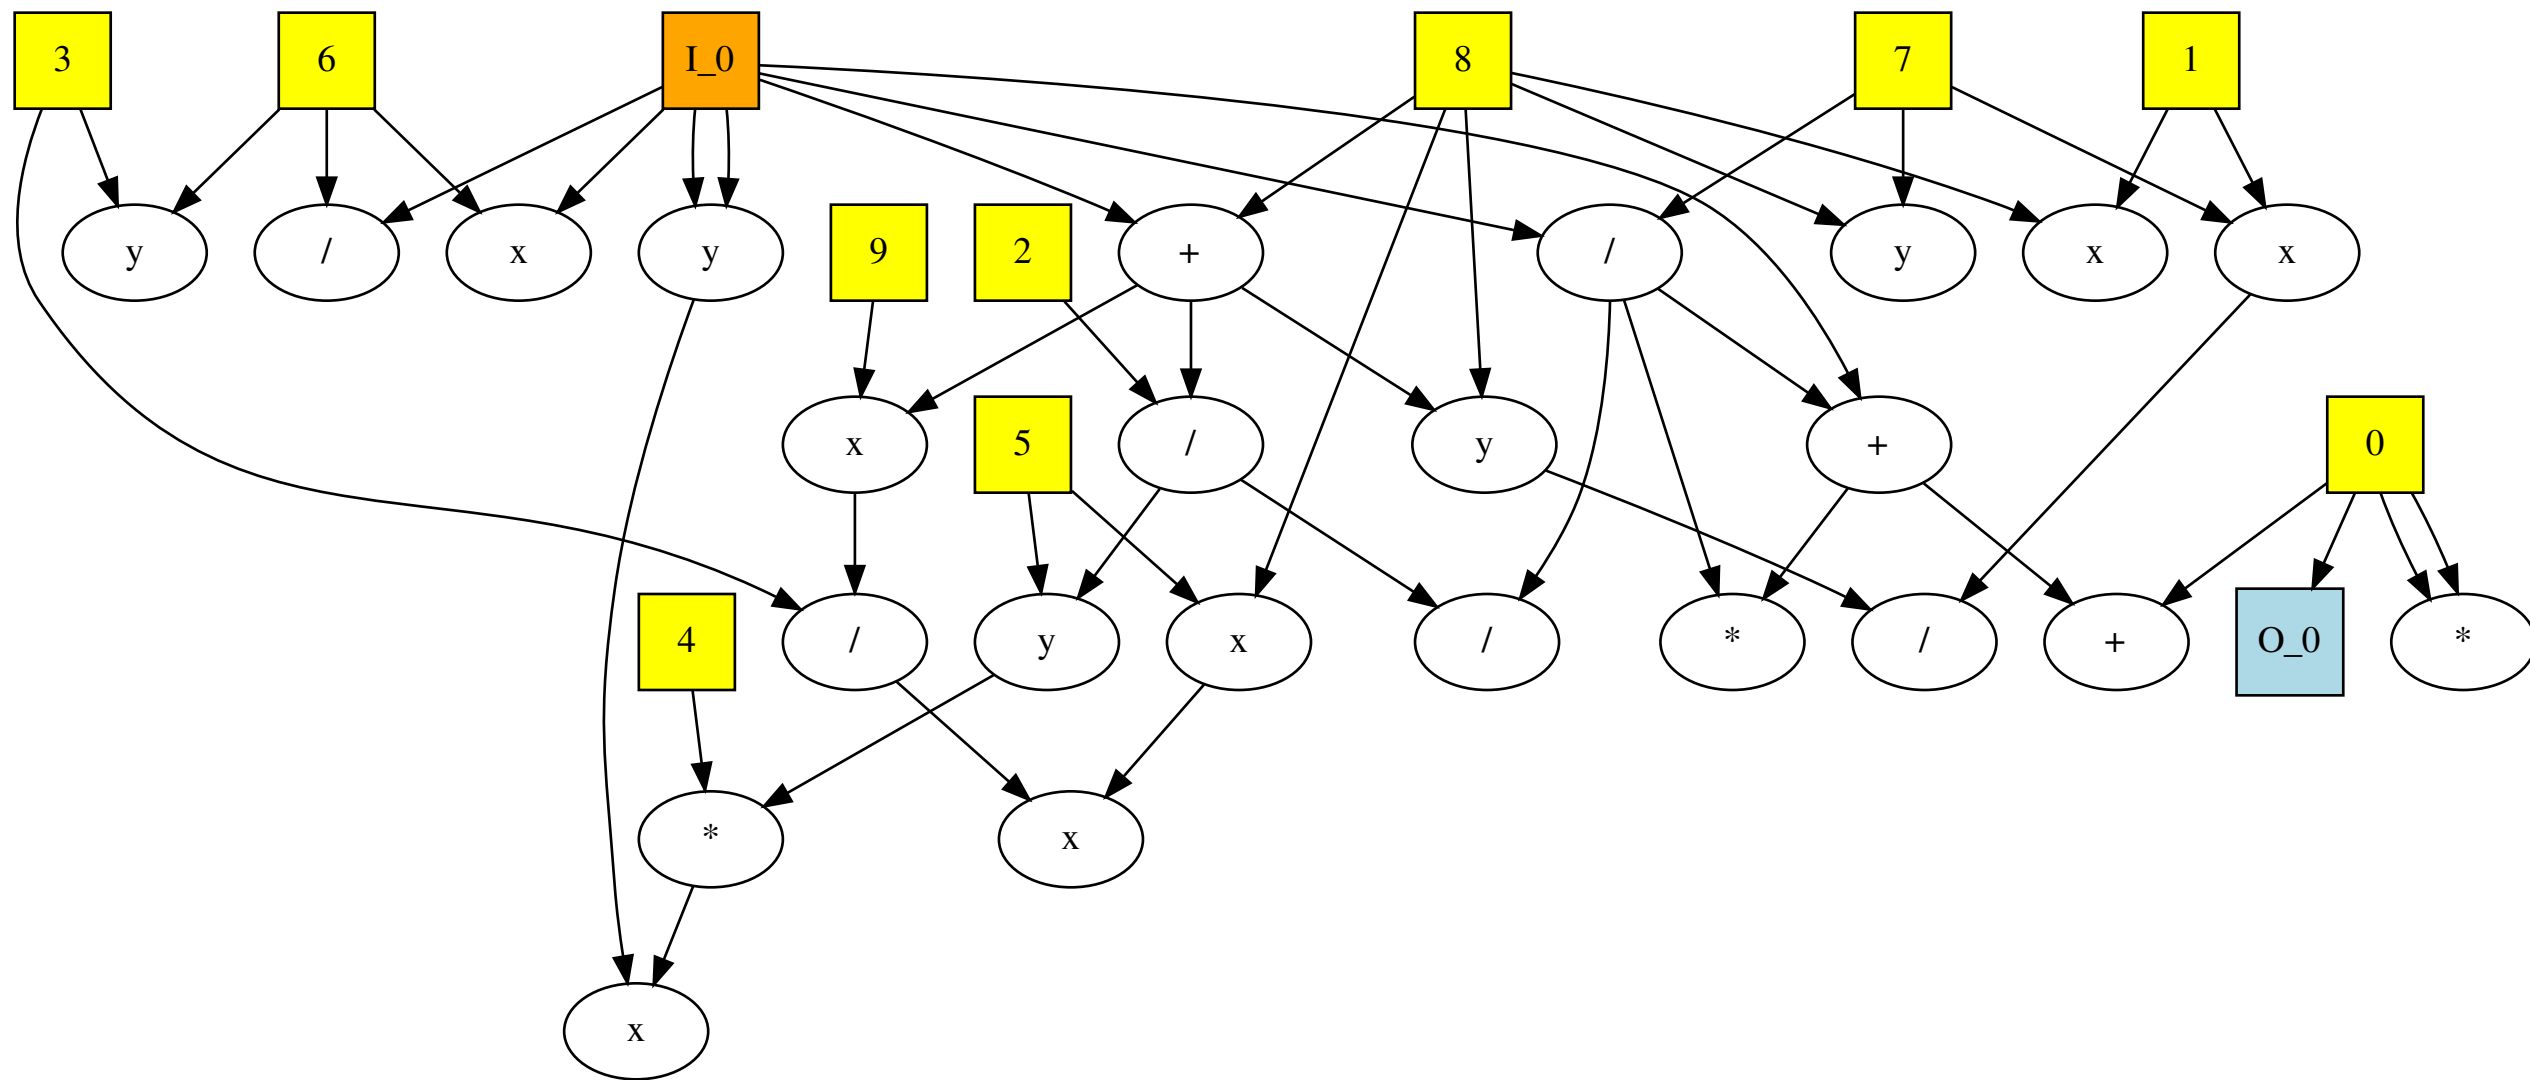 3 6 I_0 8 7 1
y / x y 9 2 + / y x x
x 5 / y + 0
4 / y x / * / + O_0 *
* x
x